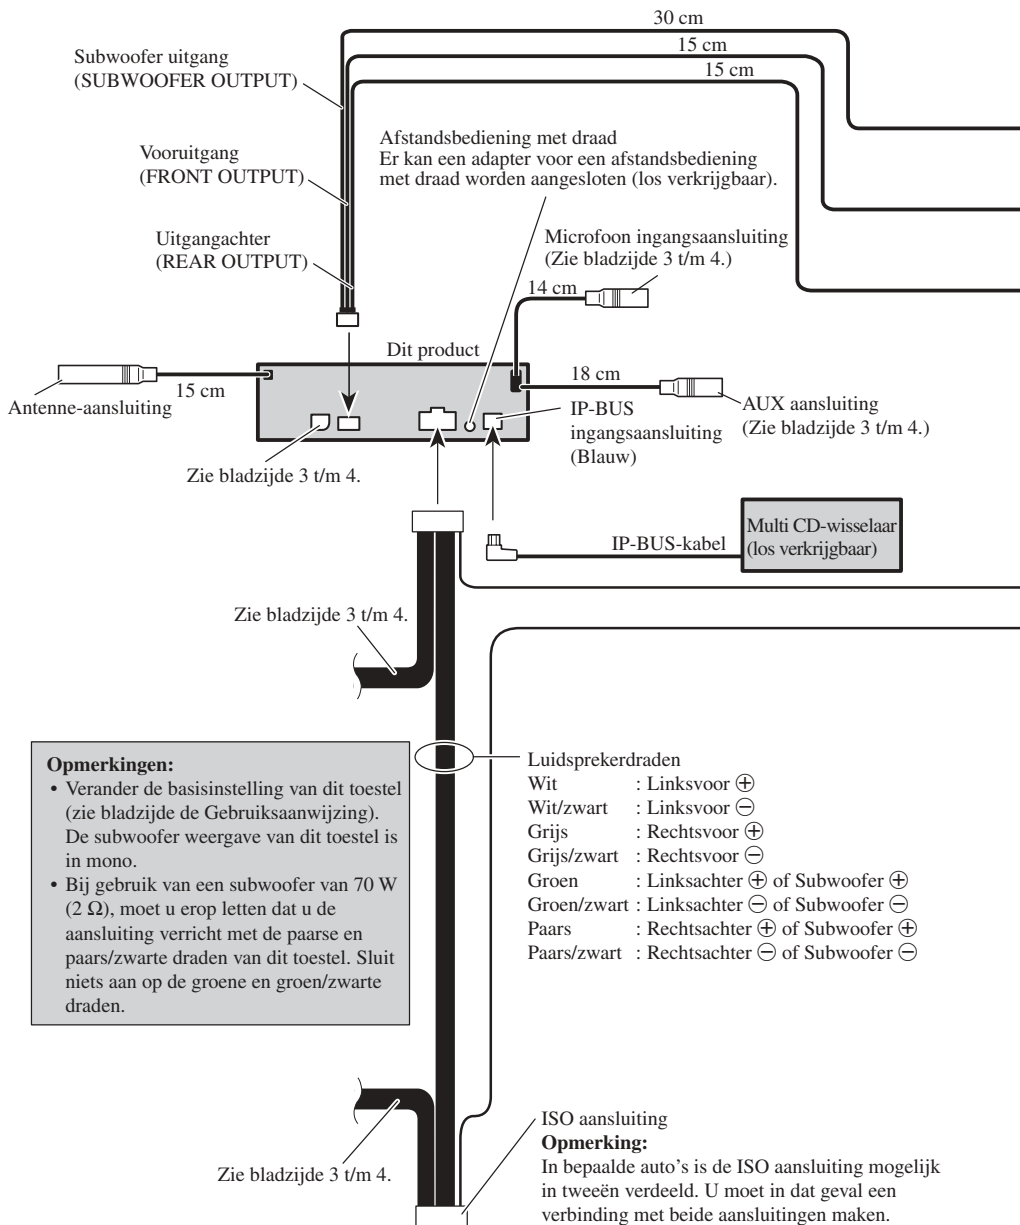 30 cm
15 cm
15 cm
Subwoofer uitgang
(SUBWOOFER OUTPUT)
Vooruitgang
(FRONT OUTPUT)
Uitgangachter
(REAR OUTPUT)
Afstandsbediening met draad
Er kan een adapter voor een afstandsbediening
met draad worden aangesloten (los verkrijgbaar).
Microfoon ingangsaansluiting
(Zie bladzijde 3 t/m 4.)
14 cm
Dit product
15 cm
Antenne-aansluiting
18 cm
AUX aansluiting
(Zie bladzijde 3 t/m 4.)
IP-BUS
ingangsaansluiting
(Blauw)
Zie bladzijde 3 t/m 4.
IP-BUS-kabel
Multi CD-wisselaar
(los verkrijgbaar)
Zie bladzijde 3 t/m 4.
Opmerkingen:
• Verander de basisinstelling van dit toestel
(zie bladzijde de Gebruiksaanwijzing).
De subwoofer weergave van dit toestel is
in mono.
• Bij gebruik van een subwoofer van 70 W
(2 Ω), moet u erop letten dat u de
aansluiting verricht met de paarse en
paars/zwarte draden van dit toestel. Sluit
niets aan op de groene en groen/zwarte
draden.
Luidsprekerdraden
Wit : Linksvoor ⊕
Wit/zwart : Linksvoor ⊖
Grijs : Rechtsvoor ⊕
Grijs/zwart : Rechtsvoor ⊖
Groen : Linksachter ⊕ of Subwoofer ⊕
Groen/zwart : Linksachter ⊖ of Subwoofer ⊖
Paars : Rechtsachter ⊕ of Subwoofer ⊕
Paars/zwart : Rechtsachter ⊖ of Subwoofer ⊖
Zie bladzijde 3 t/m 4.
ISO aansluiting
Opmerking:
In bepaalde auto's is de ISO aansluiting mogelijk
in tweeën verdeeld. U moet in dat geval een
verbinding met beide aansluitingen maken.